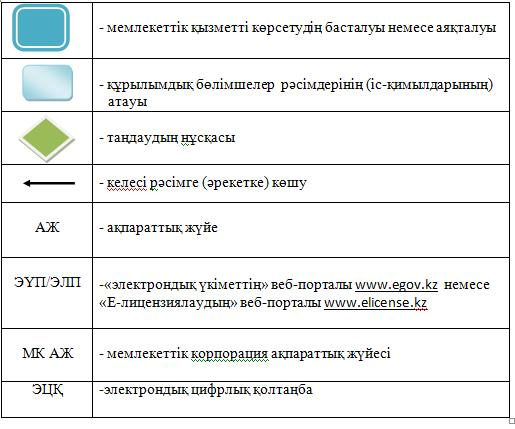 - мемлекеттік қызметті көрсетудің басталуы немесе аяқталуы
- құрылымдық бөлімшелер рәсімдерінің (іс-қимылдарының)
атауы
- таңдаудың нұсқасы
- келесі рәсімге (әрекетке) көшу
АЖ - ақпараттық жүйе
ЭҮП/ЭЛП -«электрондық үкіметтің» веб-порталы www.egov.kz немесе
«Е-лицензиялаудың» веб-порталы www.elicense.kz
МК АЖ - мемлекеттік корпорация ақпараттық жүйесі
ЭЦҚ -электрондық цифрлық қолтаңба